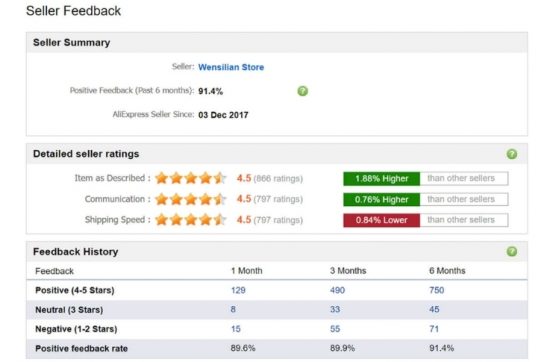 Seller Feedback
Seller Summary
Seller: Wensilian Store
Positive Feedback (Past 6 months): 91.4%
AliExpress Seller Since: 03 Dec 2017
Detailed seller ratings
Item as Described : 4.5 (866 ratings) 1.88% Higher than other sellers
Communication : 4.5 (797 ratings) 0.76% Higher than other sellers
Shipping Speed : 4.5 (797 ratings) 0.84% Lower than other sellers
Feedback History
Feedback 1 Month 3 Months 6 Months
Positive (4-5 Stars) 129 490 750
Neutral (3 Stars) 8 33 45
Negative (1-2 Stars) 15 55 71
Positive feedback rate 89.6% 89.9% 91.4%